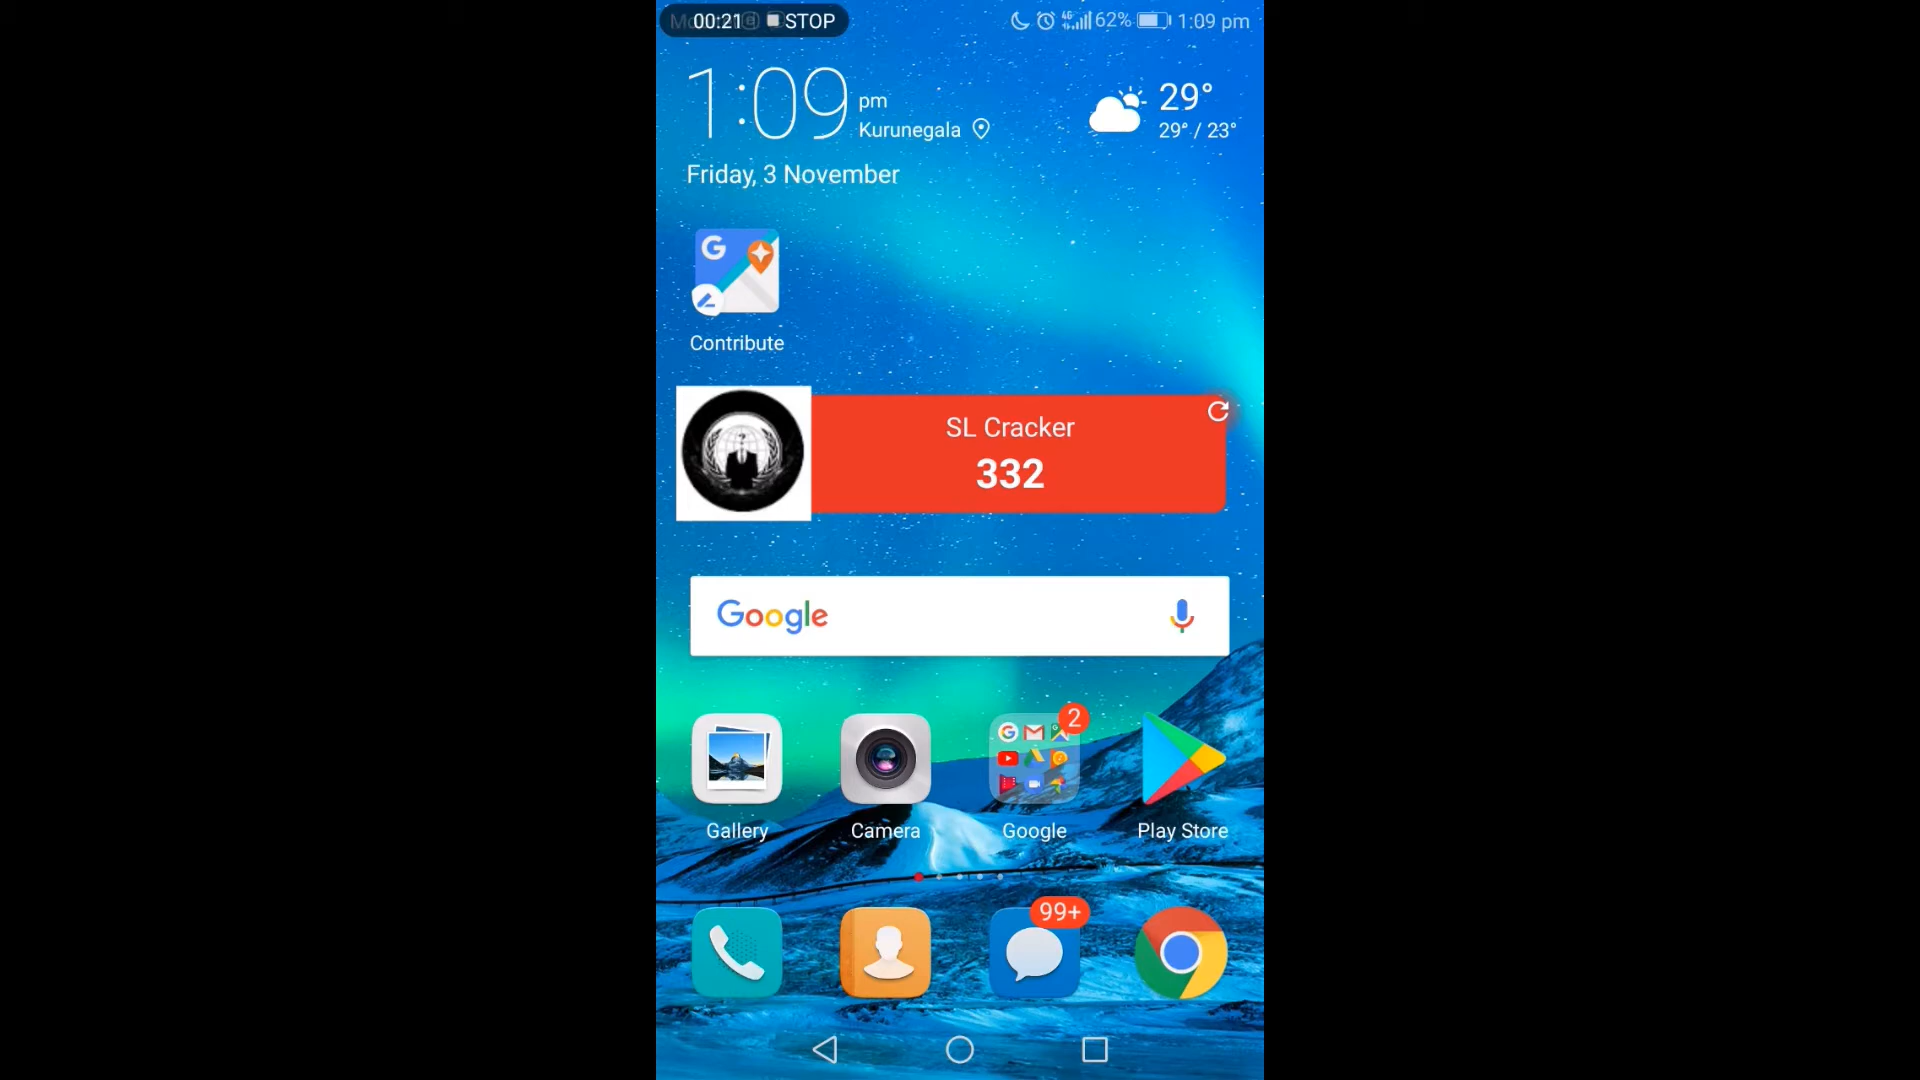 00:21 STOP
62% 1:09 pm
1:09 pm
Kurunegala
29°
29° / 23°
Friday, 3 November
G
Contribute
SL Cracker
332
Google
2
Gallery
Camera
Google
Play Store
99+